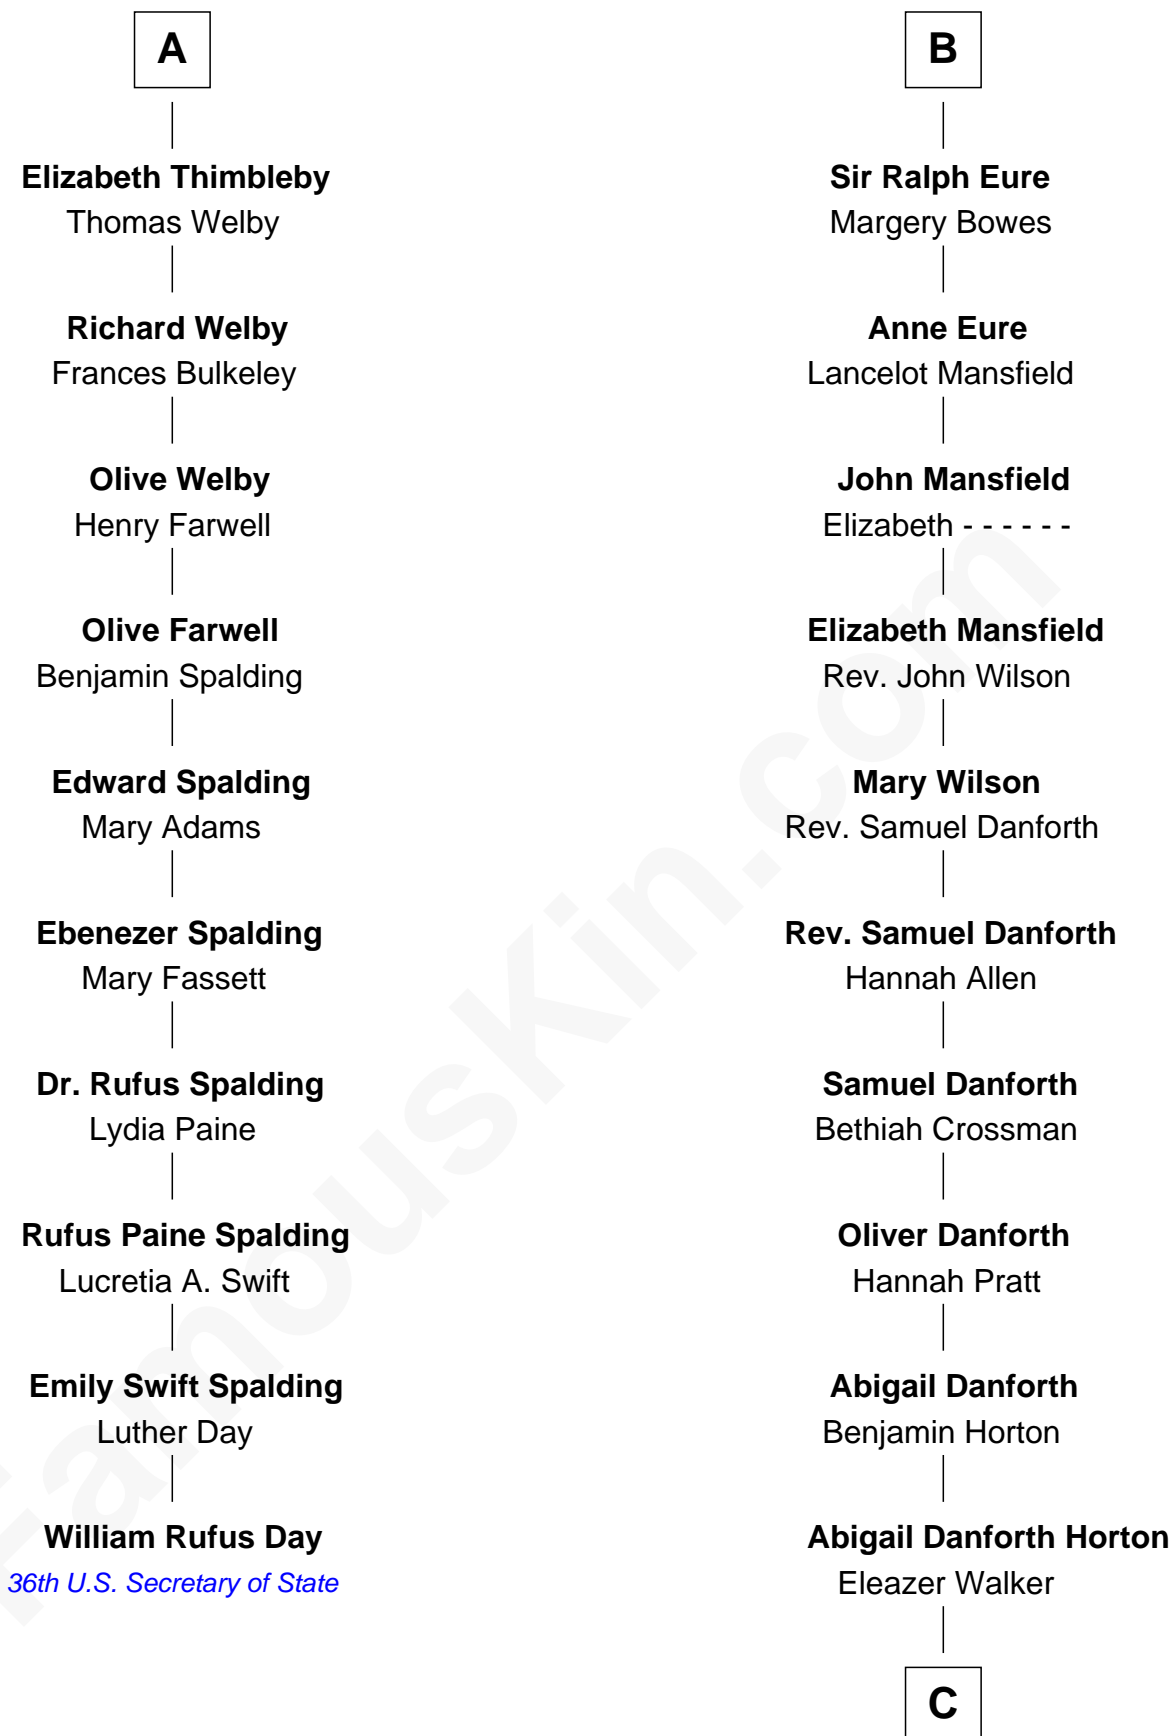 A
Elizabeth Thimbleby
Thomas Welby
Richard Welby
Frances Bulkeley
Olive Welby
Henry Farwell
Olive Farwell
Benjamin Spalding
Edward Spalding
Mary Adams
Ebenezer Spalding
Mary Fassett
Dr. Rufus Spalding
Lydia Paine
Rufus Paine Spalding
Lucretia A. Swift
Emily Swift Spalding
Luther Day
William Rufus Day
36th U.S. Secretary of State
B
Sir Ralph Eure
Margery Bowes
Anne Eure
Lancelot Mansfield
John Mansfield
Elizabeth - - - - - -
Elizabeth Mansfield
Rev. John Wilson
Mary Wilson
Rev. Samuel Danforth
Rev. Samuel Danforth
Hannah Allen
Samuel Danforth
Bethiah Crossman
Oliver Danforth
Hannah Pratt
Abigail Danforth
Benjamin Horton
Abigail Danforth Horton
Eleazer Walker
C
FamousKin.com